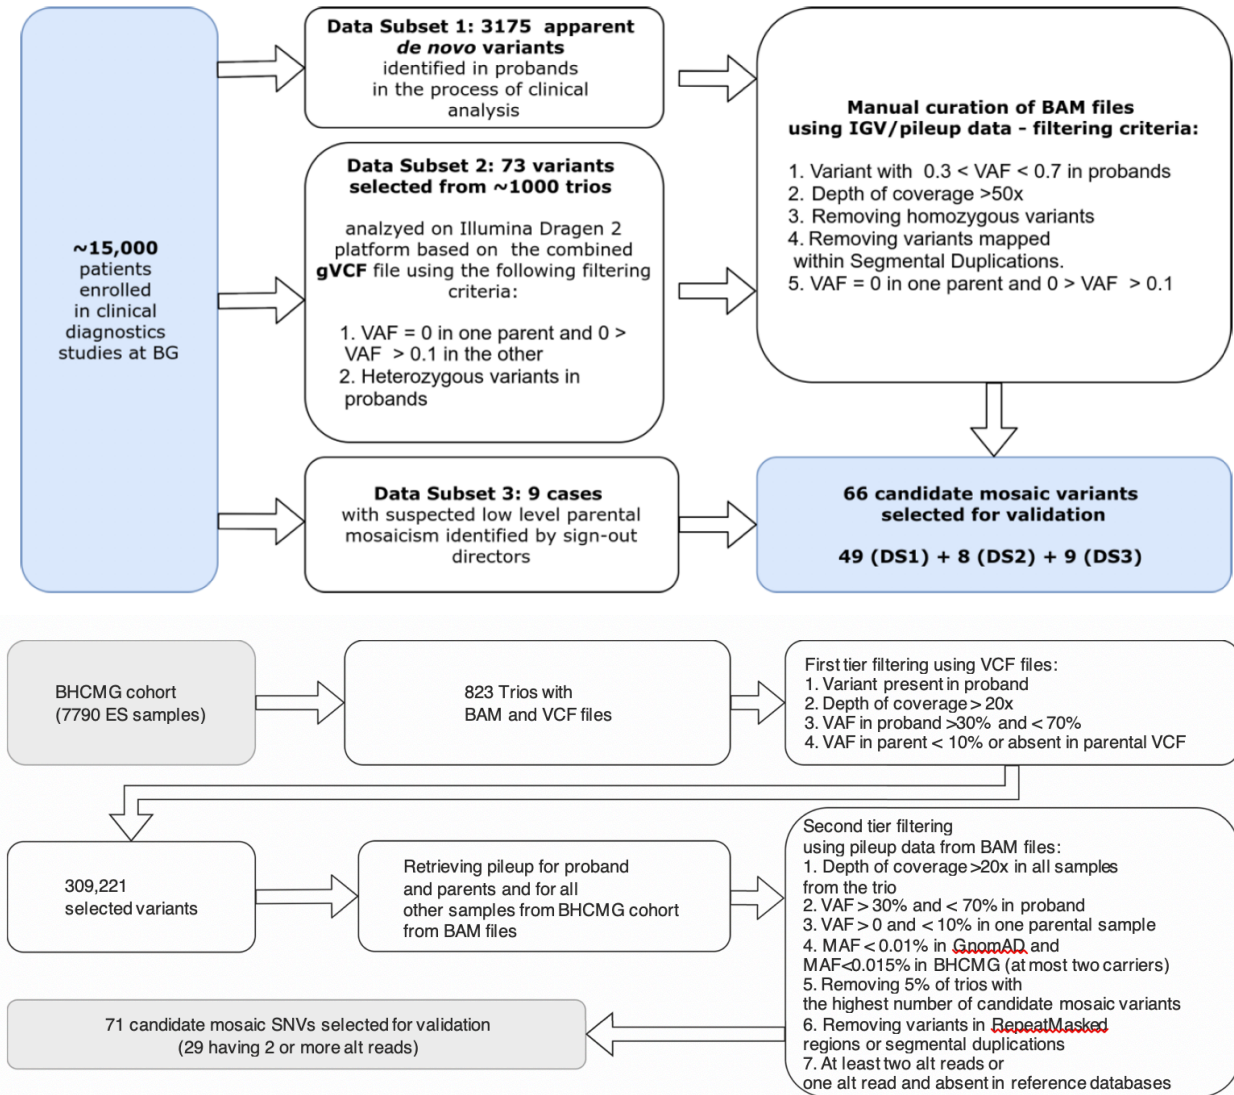 ~15,000
patients
enrolled
in clinical
diagnostics
studies at BG
Data Subset 1: 3175 apparent
de novo variants
identified in probands
in the process of clinical
analysis
Data Subset 2: 73 variants
selected from ~1000 trios
analzyed on Illumina Dragen 2
platform based on the combined
gVCF file using the following filtering
criteria:
1. VAF = 0 in one parent and 0 >
VAF > 0.1 in the other
2. Heterozygous variants in
probands
Data Subset 3: 9 cases
with suspected low level parental
mosaicism identified by sign-out
directors
Manual curation of BAM files
using IGV/pileup data - filtering criteria:
1. Variant with 0.3 < VAF < 0.7 in probands
2. Depth of coverage >50x
3. Removing homozygous variants
4. Removing variants mapped
within Segmental Duplications.
5. VAF = 0 in one parent and 0 > VAF > 0.1
66 candidate mosaic variants
selected for validation
49 (DS1) + 8 (DS2) + 9 (DS3)
BHCMG cohort
(7790 ES samples)
823 Trios with
BAM and VCF files
First tier filtering using VCF files:
1. Variant present in proband
2. Depth of coverage > 20x
3. VAF in proband >30% and < 70%
4. VAF in parent < 10% or absent in parental VCF
309,221
selected variants
Retrieving pileup for proband
and parents and for all
other samples from BHCMG cohort
from BAM files
Second tier filtering
using pileup data from BAM files:
1. Depth of coverage >20x in all samples
from the trio
2. VAF > 30% and < 70% in proband
3. VAF > 0 and < 10% in one parental sample
4. MAF < 0.01% in GnomAD and
MAF<0.015% in BHCMG (at most two carriers)
5. Removing 5% of trios with
the highest number of candidate mosaic variants
6. Removing variants in RepeatMasked
regions or segmental duplications
7. At least two alt reads or
one alt read and absent in reference databases
71 candidate mosaic SNVs selected for validation
(29 having 2 or more alt reads)